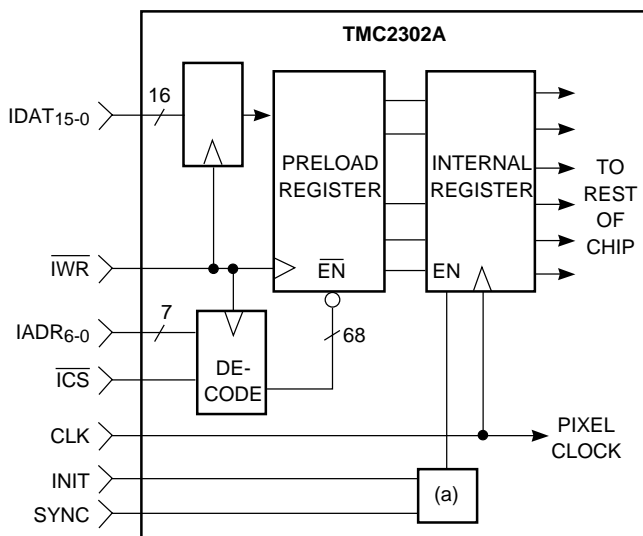 TMC2302A
IDAT15-0
16
PRELOAD
REGISTER
INTERNAL
REGISTER
TO
REST
OF
CHIP
IWR
EN
EN
IADR6-0
7
68
ICS
DE-
CODE
CLK
PIXEL
CLOCK
INIT
(a)
SYNC